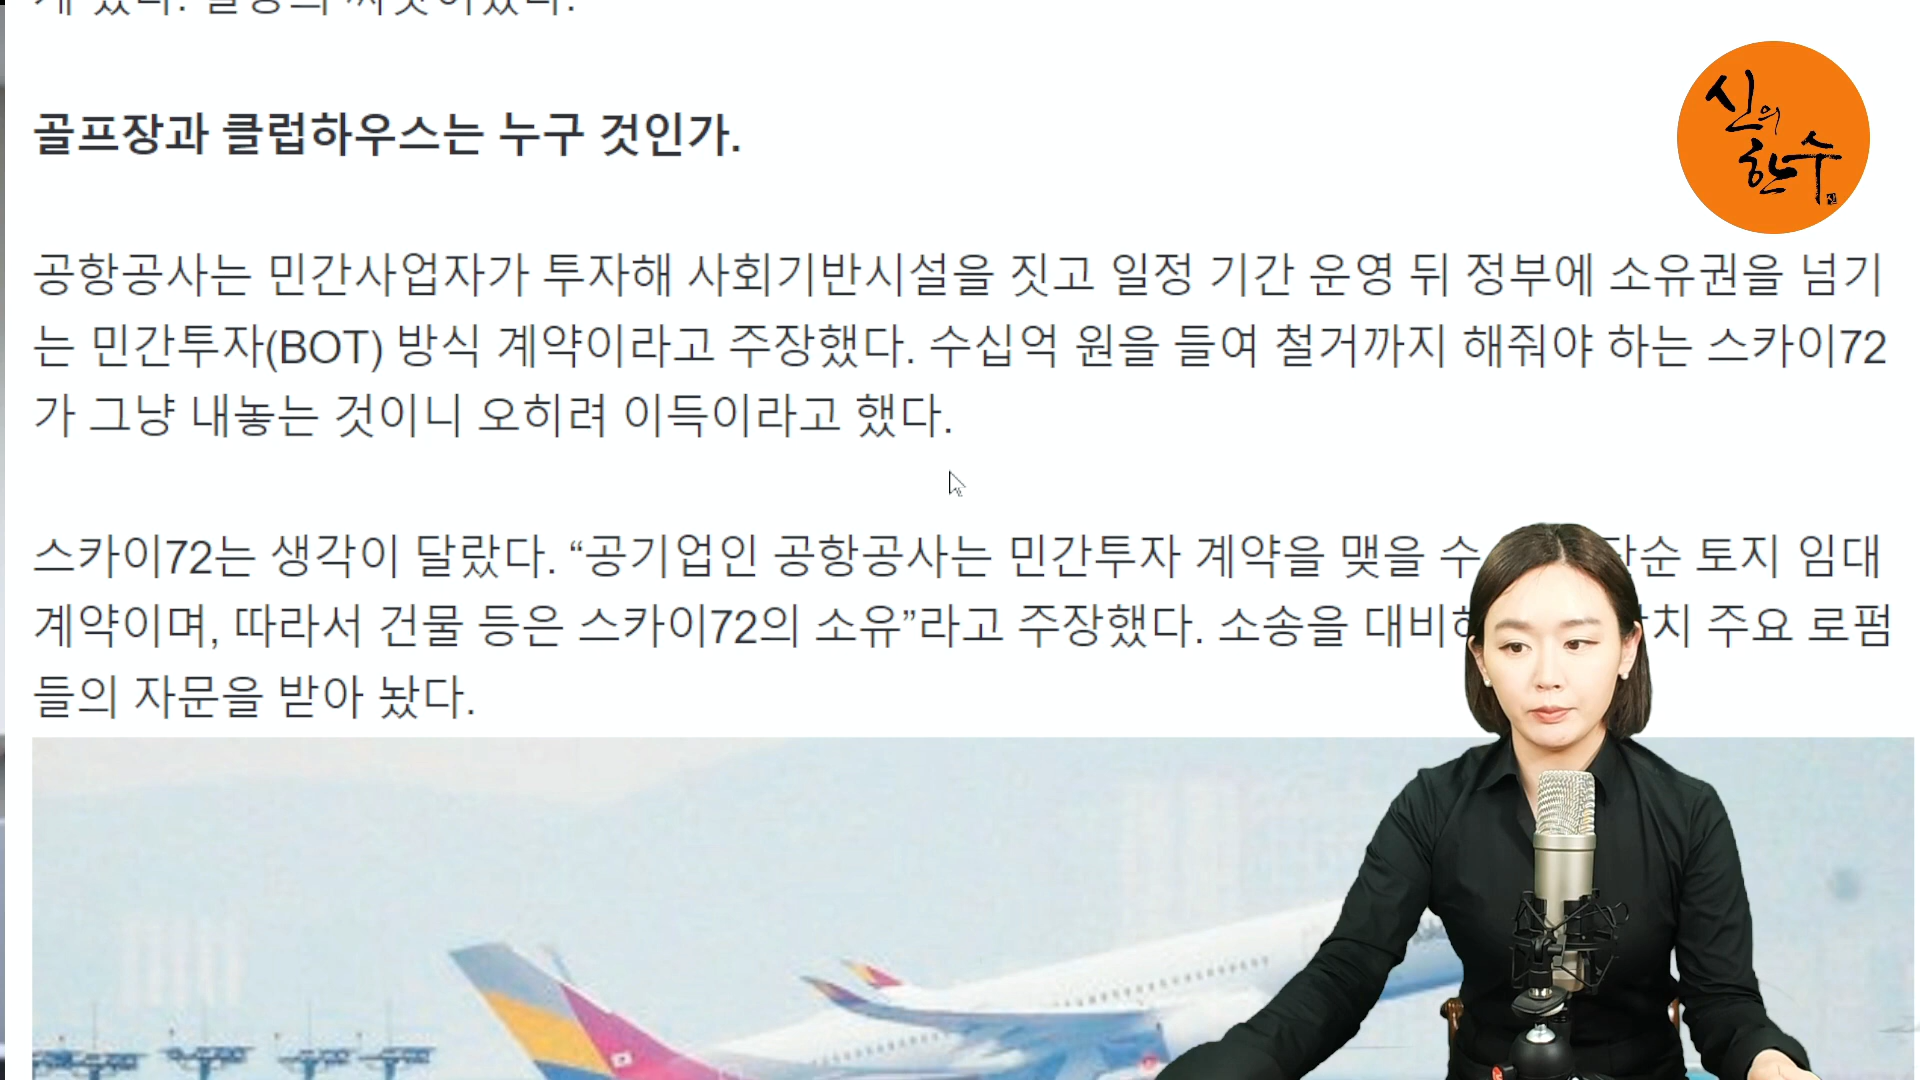 신의
한수
골프장과 클럽하우스는 누구 것인가.
공항공사는 민간사업자가 투자해 사회기반시설을 짓고 일정 기간 운영 뒤 정부에 소유권을 넘기
는 민간투자(BOT) 방식 계약이라고 주장했다. 수십억 원을 들여 철거까지 해줘야 하는 스카이72
가 그냥 내놓는 것이니 오히려 이득이라고 했다.
스카이72는 생각이 달랐다. “공기업인 공항공사는 민간투자 계약을 맺을 수 토지 임대
계약이며, 따라서 건물 등은 스카이72의 소유”라고 주장했다. 소송을 주요 로펌
들의 자문을 받아 놨다.